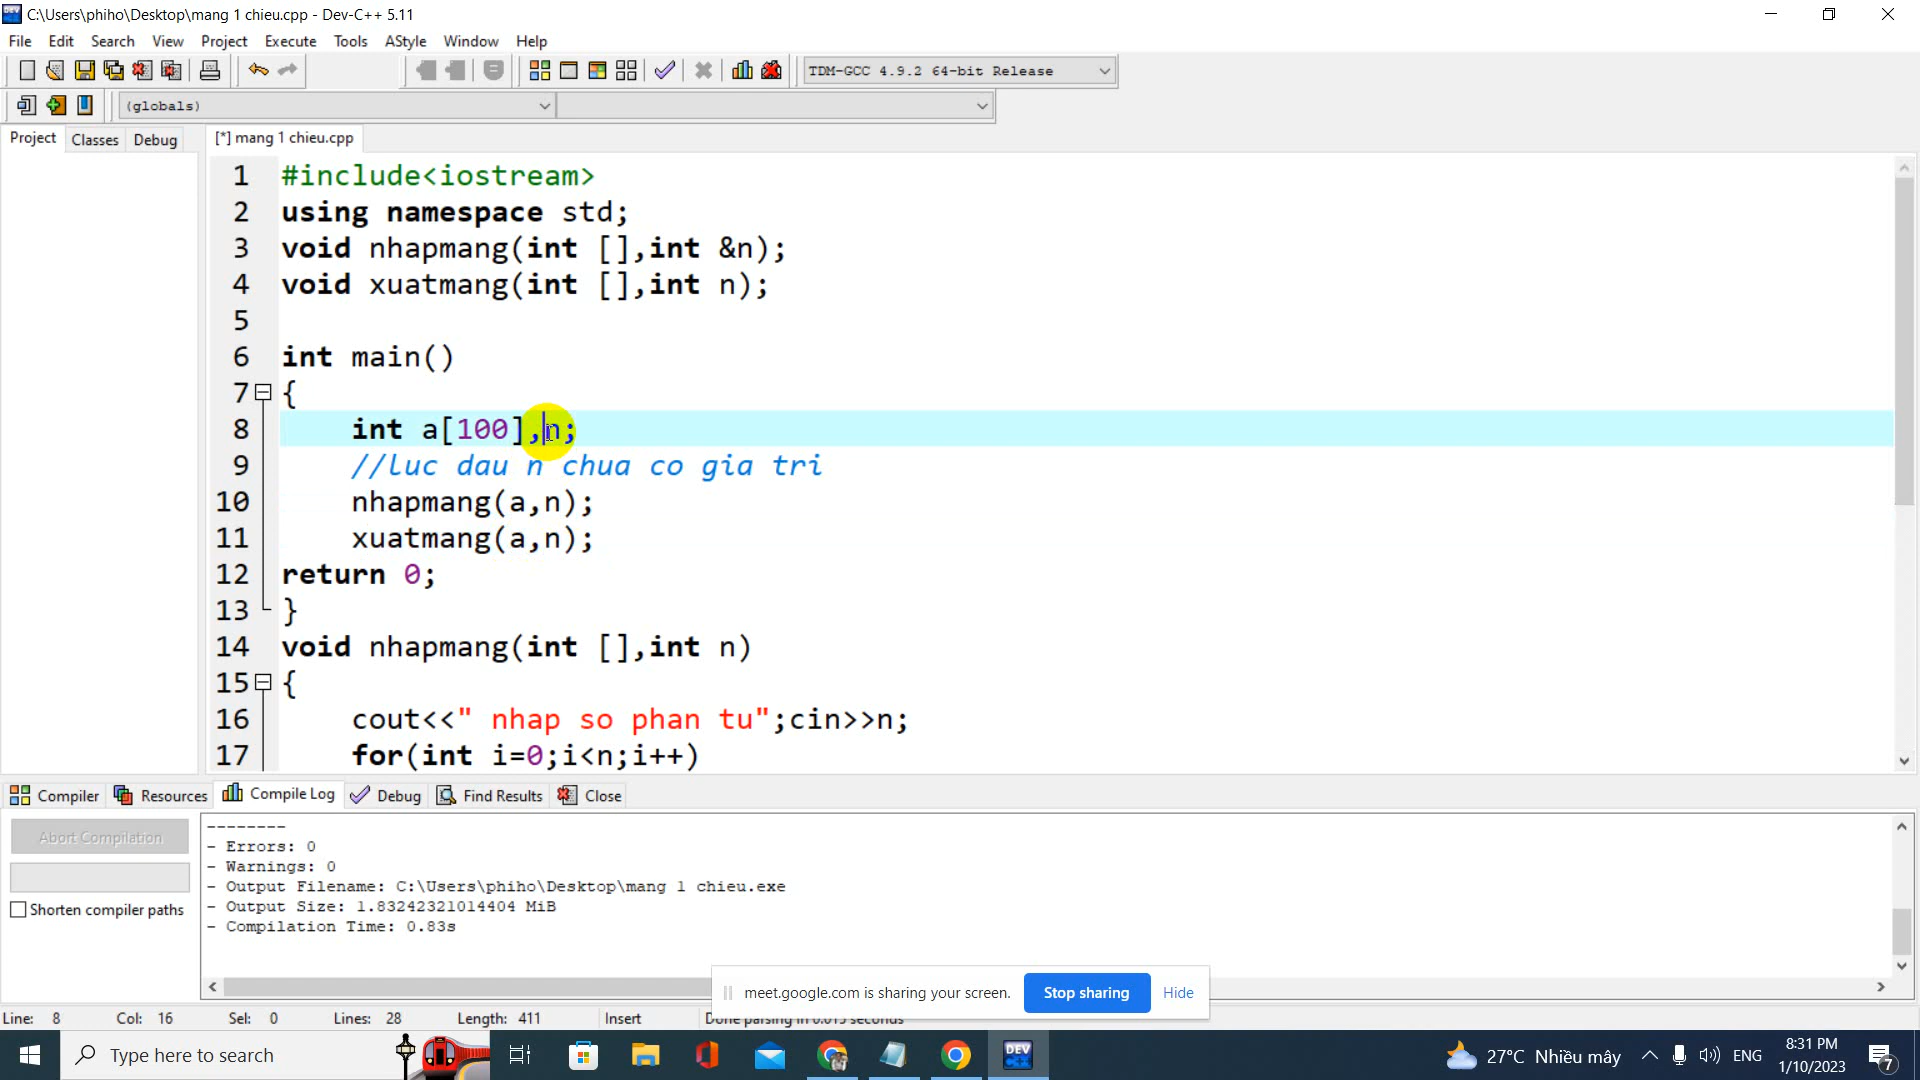 C:\Users\phiho\Desktop\mang 1 chieu.cpp - Dev-C++ 5.11
File Edit Search View Project Execute Tools AStyle Window Help
TDM-GCC 4.9.2 64-bit Release
(globals)
Project Classes Debug [*] mang 1 chieu.cpp
1 #include<iostream>
2 using namespace std;
3 void nhapmang(int [],int &n);
4 void xuatmang(int [],int n);
5
6 int main()
7 {
8 int a[100],n;
9 //luc dau n chua co gia tri
10 nhapmang(a,n);
11 xuatmang(a,n);
12 return 0;
13 }
14 void nhapmang(int [],int n)
15 {
16 cout<<" nhap so phan tu";cin>>n;
17 for(int i=0;i<n;i++)
Compiler Resources Compile Log Debug Find Results Close
Abort Compilation
Shorten compiler paths
--------
- Errors: 0
- Warnings: 0
- Output Filename: C:\Users\phiho\Desktop\mang 1 chieu.exe
- Output Size: 1.83242321014404 MiB
- Compilation Time: 0.83s
meet.google.com is sharing your screen. Stop sharing Hide
Line: 8 Col: 16 Sel: 0 Lines: 28 Length: 411 Insert Done parsing in 0.015 seconds
Type here to search
DEV C++
27°C Nhiều mây ENG 8:31 PM
1/10/2023
7